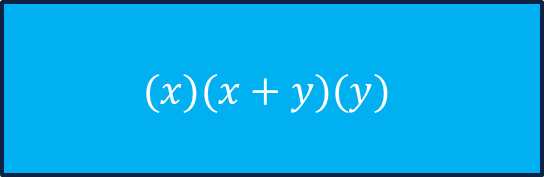 (x)(x + y)(y)